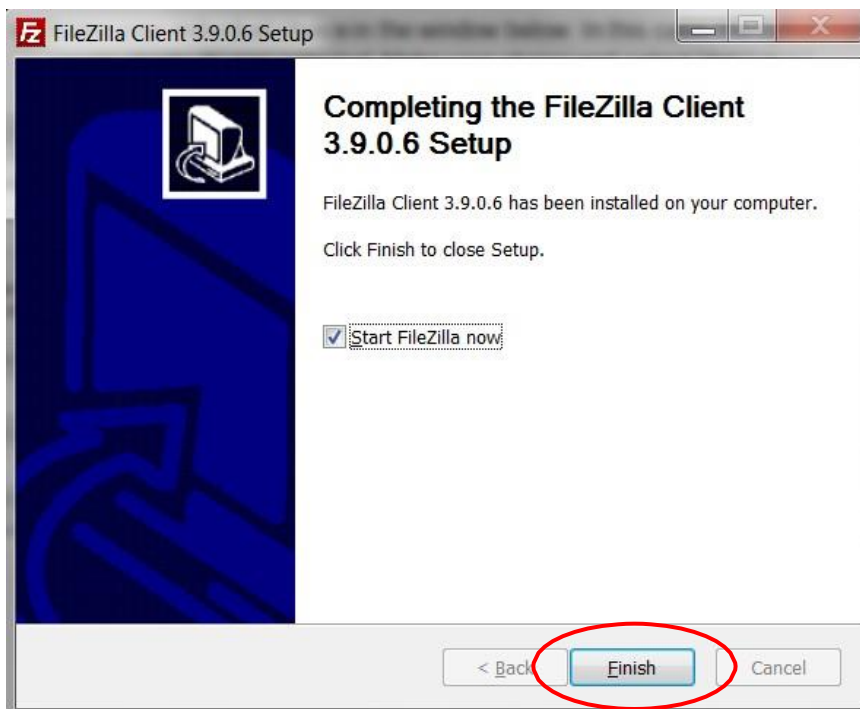 FileZilla Client 3.9.0.6 Setup
Completing the FileZilla Client
3.9.0.6 Setup
FileZilla Client 3.9.0.6 has been installed on your computer.
Click Finish to close Setup.
Start FileZilla now
< Back
Finish
Cancel